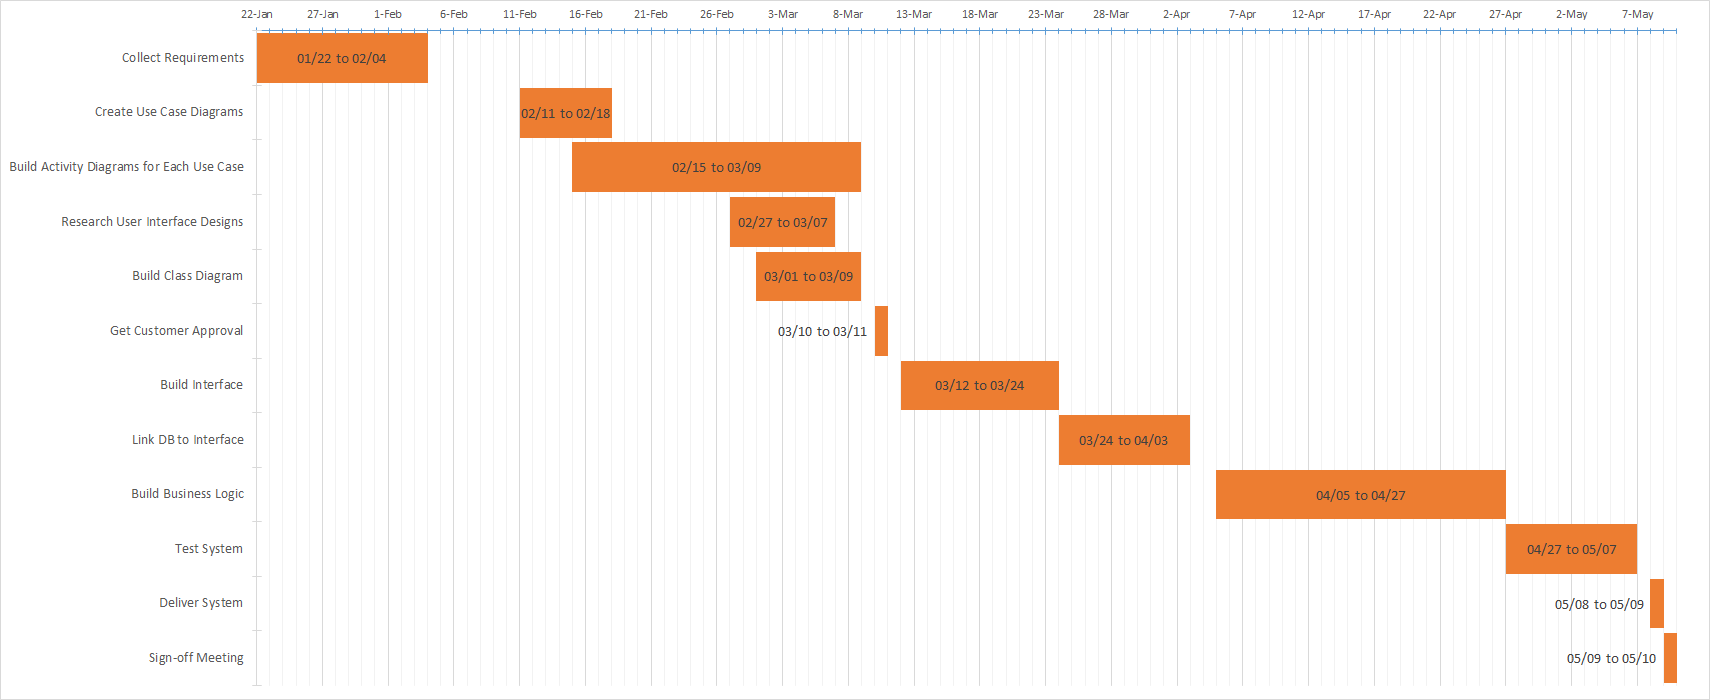 22-Jan 27-Jan 1-Feb 6-Feb 11-Feb 16-Feb 21-Feb 26-Feb 3-Mar 8-Mar 13-Mar 18-Mar 23-Mar 28-Mar 2-Apr 7-Apr 12-Apr 17-Apr 22-Apr 27-Apr 2-May 7-May
Collect Requirements 01/22 to 02/04
Create Use Case Diagrams 02/11 to 02/18
Build Activity Diagrams for Each Use Case 02/15 to 03/09
Research User Interface Designs 02/27 to 03/07
Build Class Diagram 03/01 to 03/09
Get Customer Approval 03/10 to 03/11
Build Interface 03/12 to 03/24
Link DB to Interface 03/24 to 04/03
Build Business Logic 04/05 to 04/27
Test System 04/27 to 05/07
Deliver System 05/08 to 05/09
Sign-off Meeting 05/09 to 05/10